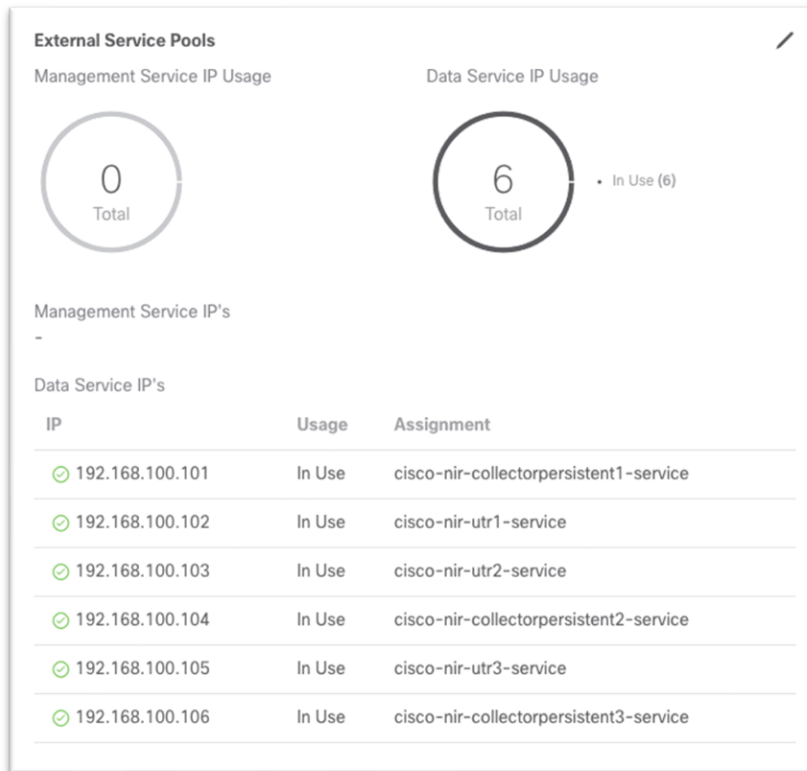 External Service Pools
Management Service IP Usage
Data Service IP Usage
0
Total
6
Total
• In Use (6)
Management Service IP's
-
Data Service IP's
IP Usage Assignment
192.168.100.101 In Use cisco-nir-collectorpersistent1-service
192.168.100.102 In Use cisco-nir-utr1-service
192.168.100.103 In Use cisco-nir-utr2-service
192.168.100.104 In Use cisco-nir-collectorpersistent2-service
192.168.100.105 In Use cisco-nir-utr3-service
192.168.100.106 In Use cisco-nir-collectorpersistent3-service